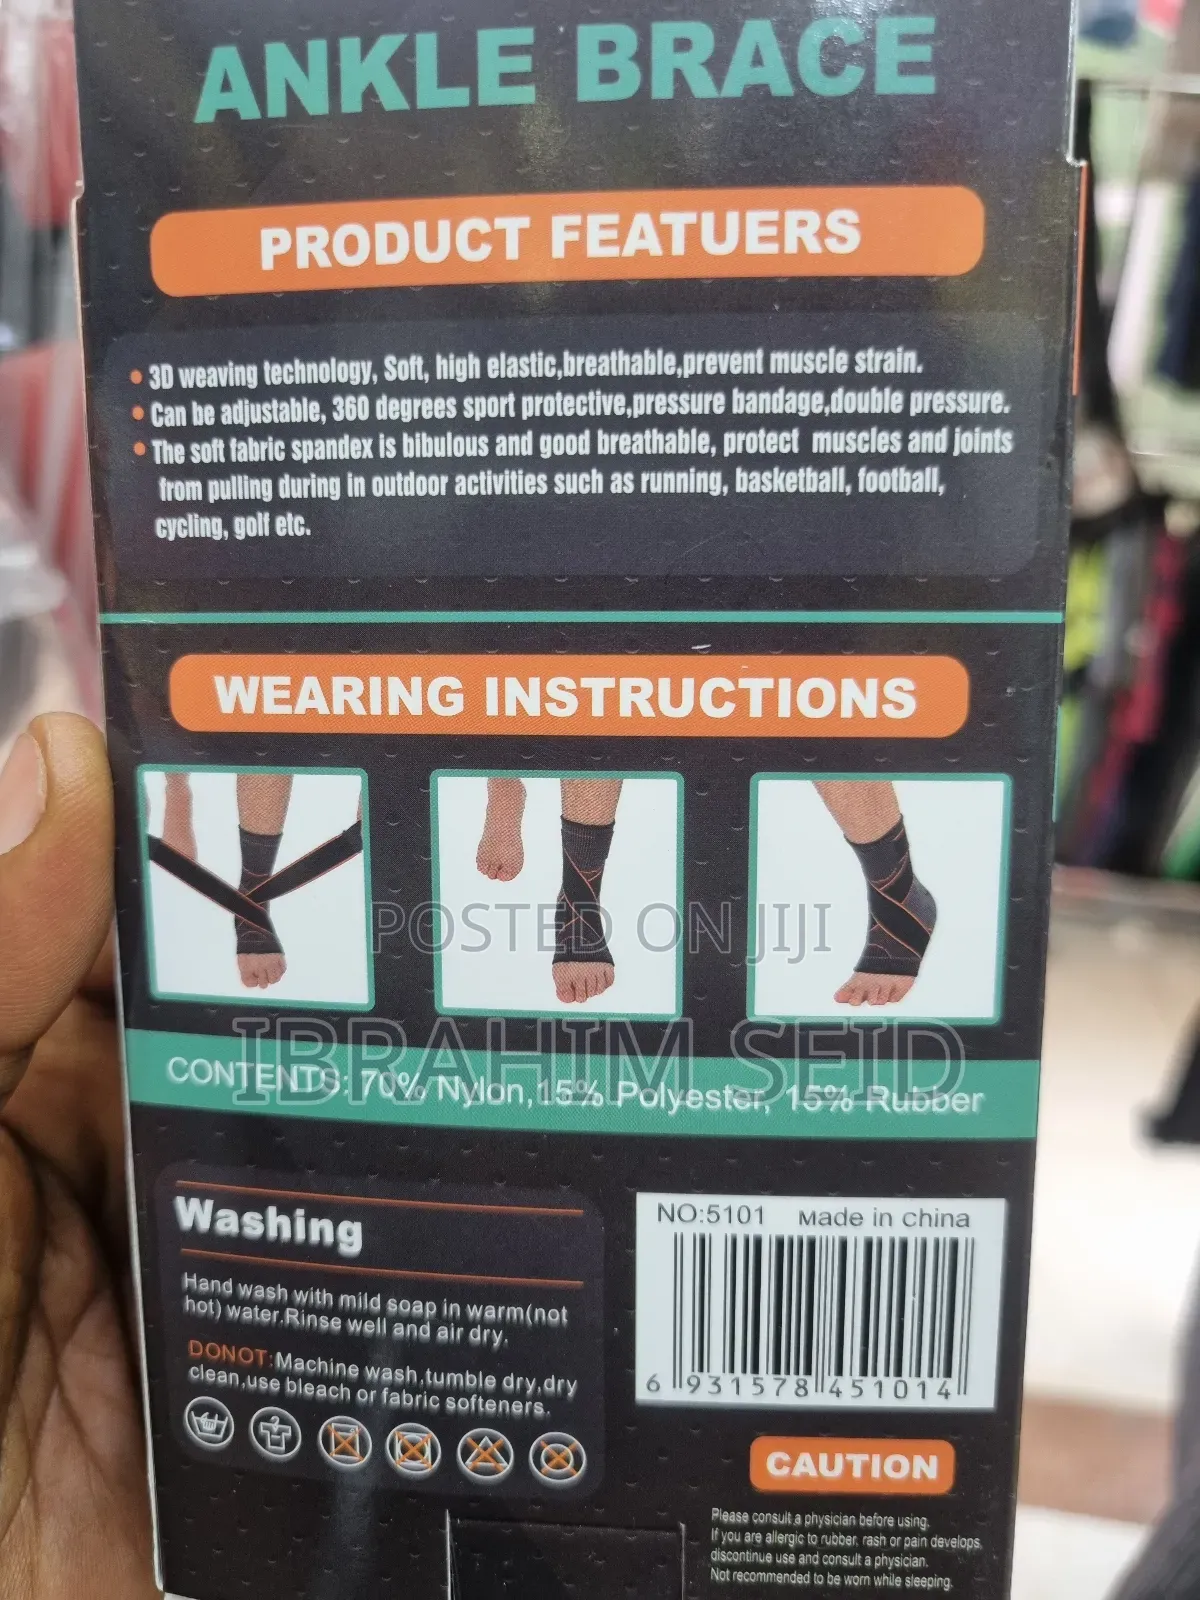 ANKLE BRACE
PRODUCT FEATUERS
• 3D weaving technology, Soft, high elastic,breathable,prevent muscle strain.
• Can be adjustable, 360 degrees sport protective,pressure bandage,double pressure.
• The soft fabric spandex is bibulous and good breathable, protect muscles and joints
from pulling during in outdoor activities such as running, basketball, football,
cycling, golf etc.
WEARING INSTRUCTIONS
POSTED ON JIJI
IBRAHIM SEID
CONTENTS: 70% Nylon,15% Polyester, 15% Rubber
Washing
Hand wash with mild soap in warm(not
hot) water.Rinse well and air dry.
DONOT:Machine wash,tumble dry,dry
clean,use bleach or fabric softeners.
NO:5101 Made in China
6 931578 451014
CAUTION
Please consult a physician before using.
If you are allergic to rubber, rash or pain develops,
discontinue use and consult a physician.
Not recommended to be worn while sleeping.